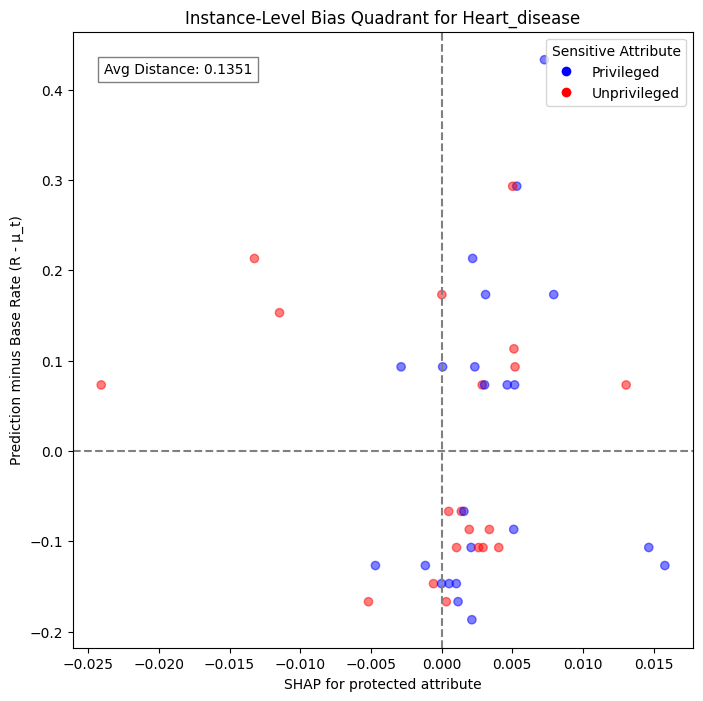 Instance-Level Bias Quadrant for Heart_disease
Avg Distance: 0.1351
Sensitive Attribute
Privileged
Unprivileged
Prediction minus Base Rate (R - μ_t)
0.4
0.3
0.2
0.1
0.0
−0.1
−0.2
−0.025 −0.020 −0.015 −0.010 −0.005 0.000 0.005 0.010 0.015
SHAP for protected attribute